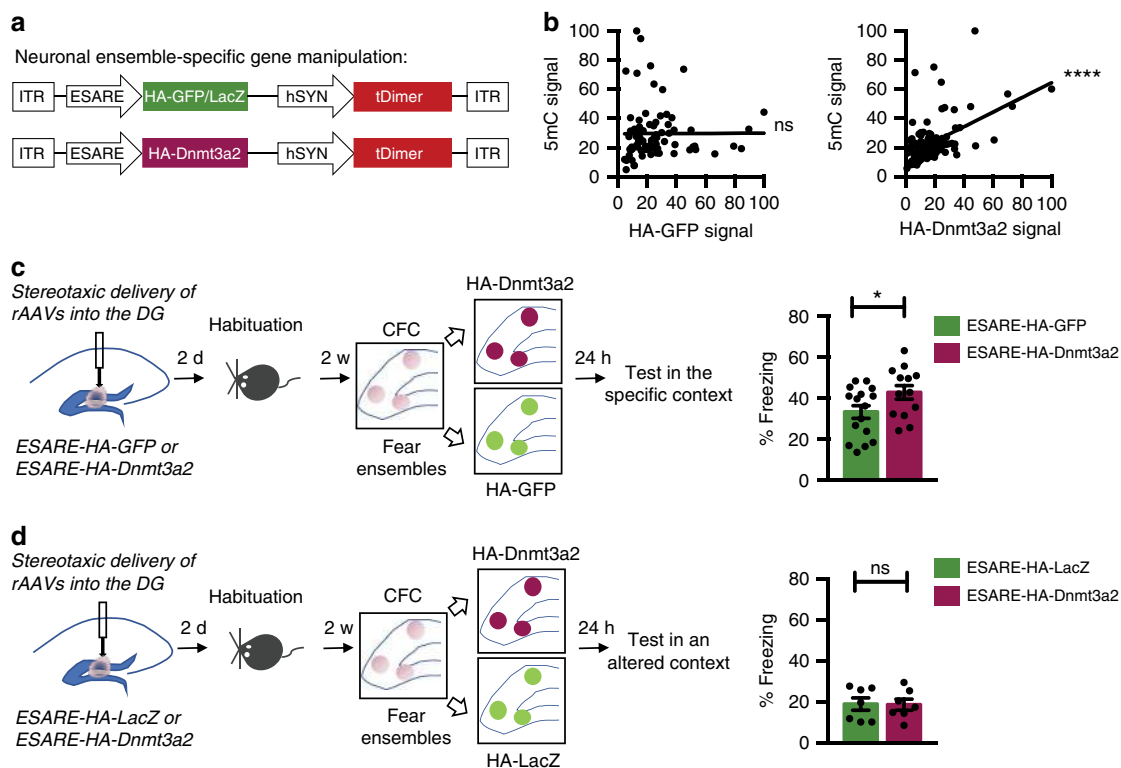 a
Neuronal ensemble-specific gene manipulation:
ITR ESARE HA-GFP/LacZ hSYN tDimer ITR
ITR ESARE HA-Dnmt3a2 hSYN tDimer ITR
b
5mC signal
100
80
60
40
20
0
0 20 40 60 80 100
HA-GFP signal
ns
5mC signal
100
80
60
40
20
0
0 20 40 60 80 100
HA-Dnmt3a2 signal
****
c
Stereotaxic delivery of
rAAVs into the DG
ESARE-HA-GFP or
ESARE-HA-Dnmt3a2
2 d
Habituation
2 w
CFC
Fear
ensembles
HA-Dnmt3a2
HA-GFP
24 h
Test in the
specific context
% Freezing
80
60
40
20
0
*
ESARE-HA-GFP
ESARE-HA-Dnmt3a2
d
Stereotaxic delivery of
rAAVs into the DG
ESARE-HA-LacZ or
ESARE-HA-Dnmt3a2
2 d
Habituation
2 w
CFC
Fear
ensembles
HA-Dnmt3a2
HA-LacZ
24 h
Test in an
altered context
% Freezing
80
60
40
20
0
ns
ESARE-HA-LacZ
ESARE-HA-Dnmt3a2